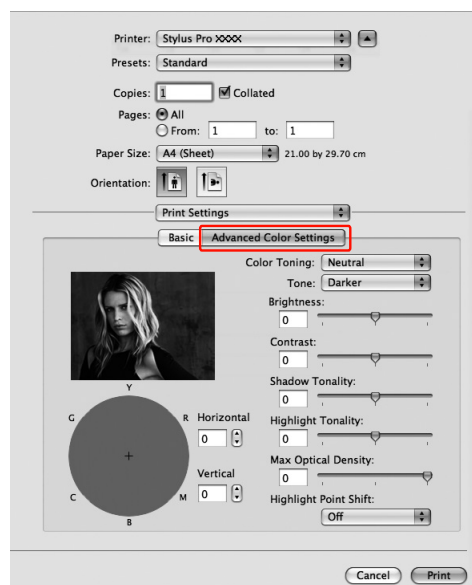 Printer: Stylus Pro XXXX
Presets: Standard
Copies: 1 Collated
Pages: All
From: 1 to: 1
Paper Size: A4 (Sheet) 21.00 by 29.70 cm
Orientation:
Print Settings
Basic Advanced Color Settings
Color Toning: Neutral
Tone: Darker
Brightness:
0
Contrast:
0
Shadow Tonality:
0
Highlight Tonality:
0
Max Optical Density:
0
Highlight Point Shift:
Off
Y
G R
C M
B
Horizontal
0
Vertical
0
Cancel Print